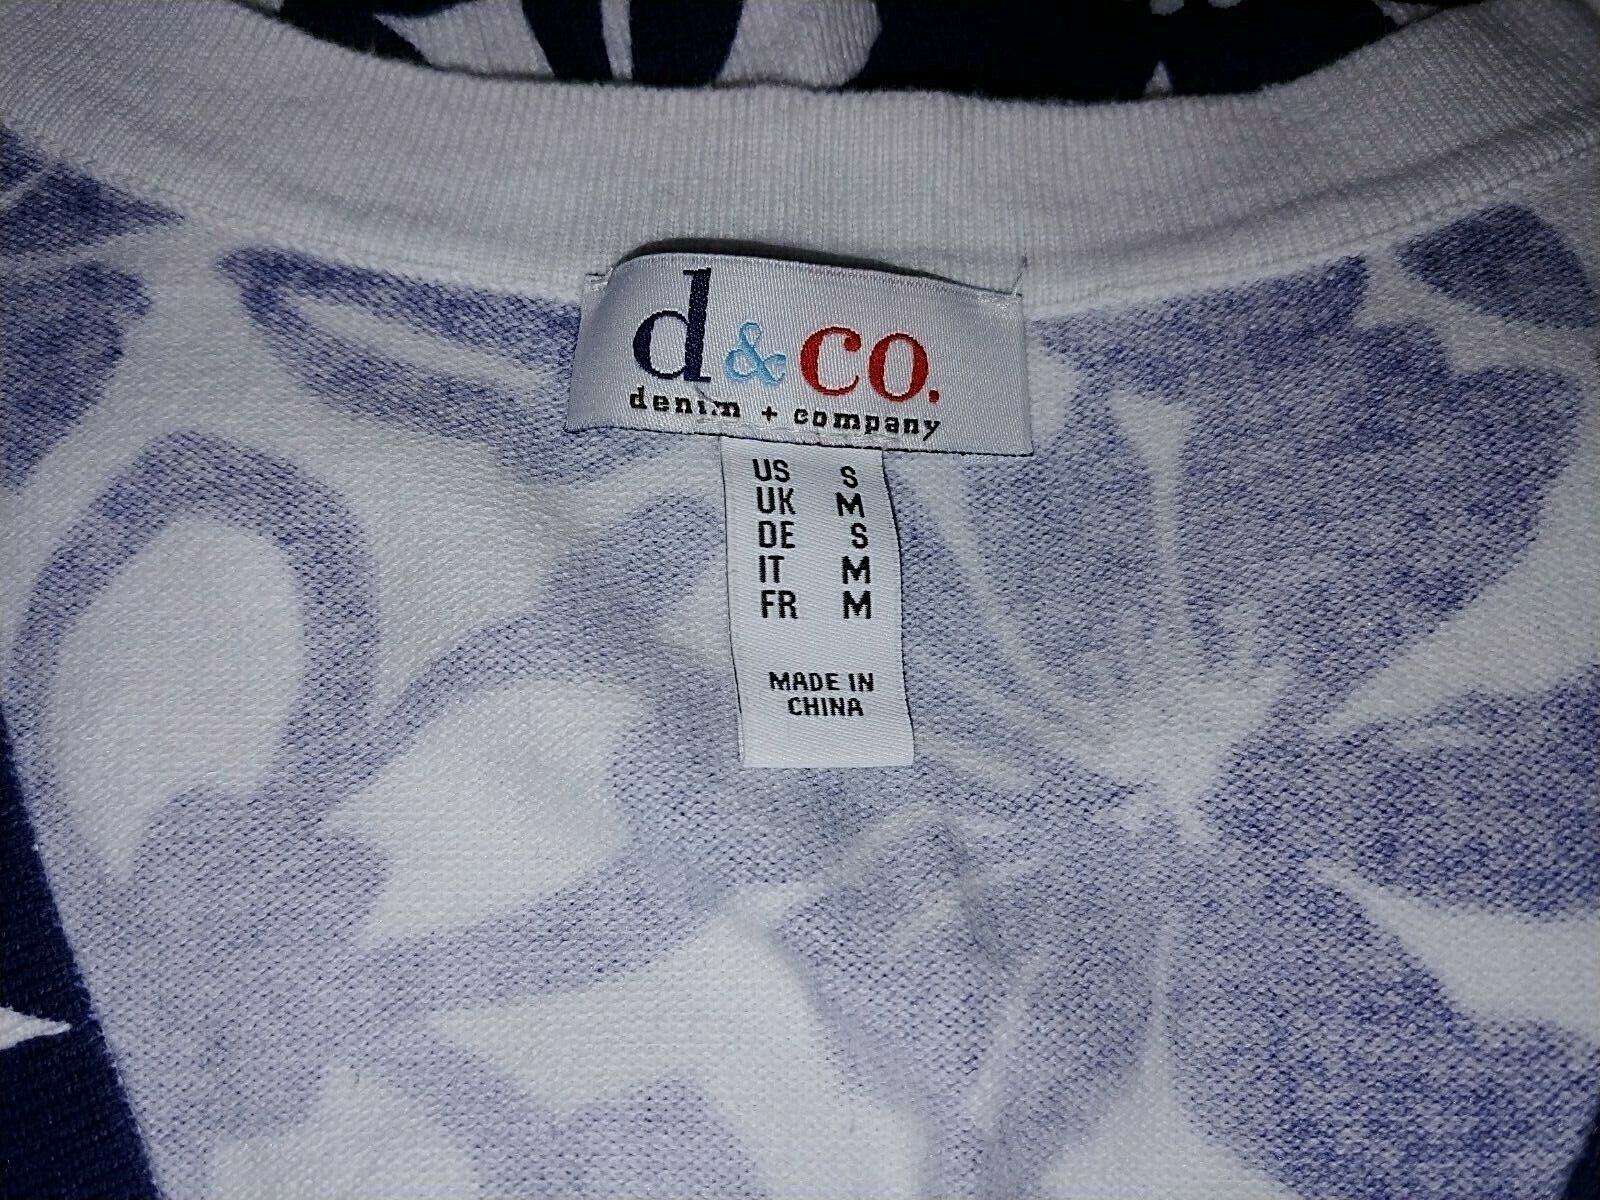 d & co.
denim + company
US S
UK M
DE S
IT M
FR M
MADE IN
CHINA